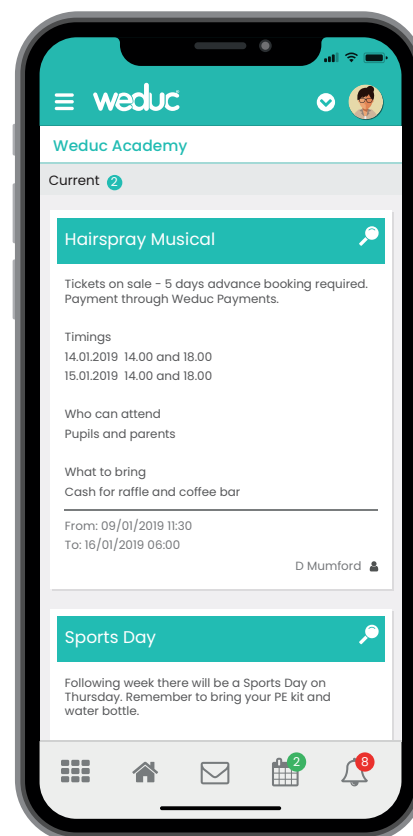 weduc
Weduc Academy
Current 2
Hairspray Musical
Tickets on sale - 5 days advance booking required.
Payment through Weduc Payments.
Timings
14.01.2019 14.00 and 18.00
15.01.2019 14.00 and 18.00
Who can attend
Pupils and parents
What to bring
Cash for raffle and coffee bar
From: 09/01/2019 11:30
To: 16/01/2019 06:00
D Mumford
Sports Day
Following week there will be a Sports Day on
Thursday. Remember to bring your PE kit and
water bottle.
2 8